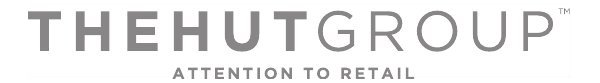 THEHUTGROUP™
ATTENTION TO RETAIL